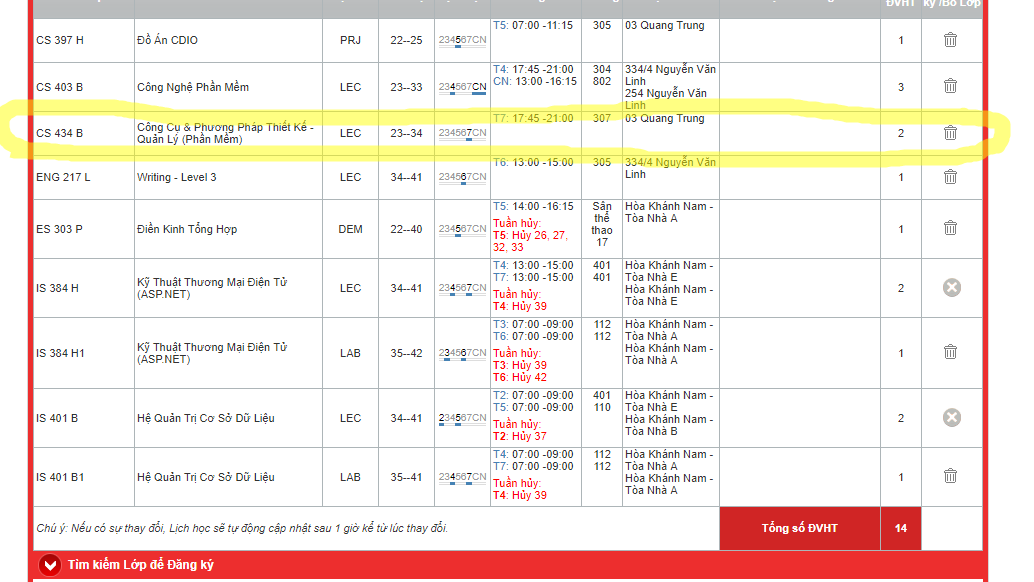 ĐVHT ký /Bỏ Lớp
CS 397 H Đồ Án CDIO PRJ 22--25 234567CN T5: 07:00 -11:15 305 03 Quang Trung 1
CS 403 B Công Nghệ Phần Mềm LEC 23--33 234567CN T4: 17:45 -21:00 304 334/4 Nguyễn Văn Linh 3
CN: 13:00 -16:15 802 254 Nguyễn Văn Linh
CS 434 B Công Cụ & Phương Pháp Thiết Kế - LEC 23--34 234567CN T7: 17:45 -21:00 307 03 Quang Trung 2
Quản Lý (Phần Mềm)
ENG 217 L Writing - Level 3 LEC 34--41 234567CN T6: 13:00 -15:00 305 334/4 Nguyễn Văn Linh 1
ES 303 P Điền Kinh Tổng Hợp DEM 22--40 234567CN T5: 14:00 -16:15 Sân thể thao 17 Hòa Khánh Nam - Tòa Nhà A 1
Tuần hủy:
T5: Hủy 26, 27,
32, 33
IS 384 H Kỹ Thuật Thương Mại Điện Tử (ASP.NET) LEC 34--41 234567CN T4: 13:00 -15:00 401 Hòa Khánh Nam - Tòa Nhà E 2
T7: 13:00 -15:00 401 Hòa Khánh Nam - Tòa Nhà E
Tuần hủy:
T4: Hủy 39
IS 384 H1 Kỹ Thuật Thương Mại Điện Tử (ASP.NET) LAB 35--42 234567CN T3: 07:00 -09:00 112 Hòa Khánh Nam - Tòa Nhà A 1
T6: 07:00 -09:00 112 Hòa Khánh Nam - Tòa Nhà A
Tuần hủy:
T3: Hủy 39
T6: Hủy 42
IS 401 B Hệ Quản Trị Cơ Sở Dữ Liệu LEC 34--41 234567CN T2: 07:00 -09:00 401 Hòa Khánh Nam - Tòa Nhà E 2
T5: 07:00 -09:00 110 Hòa Khánh Nam - Tòa Nhà B
Tuần hủy:
T2: Hủy 37
IS 401 B1 Hệ Quản Trị Cơ Sở Dữ Liệu LAB 35--41 234567CN T4: 07:00 -09:00 112 Hòa Khánh Nam - Tòa Nhà A 1
T7: 07:00 -09:00 112 Hòa Khánh Nam - Tòa Nhà A
Tuần hủy:
T4: Hủy 39
Chú ý: Nếu có sự thay đổi, Lịch học sẽ tự động cập nhật sau 1 giờ kể từ lúc thay đổi. Tổng số ĐVHT 14
Tìm kiếm Lớp để Đăng ký